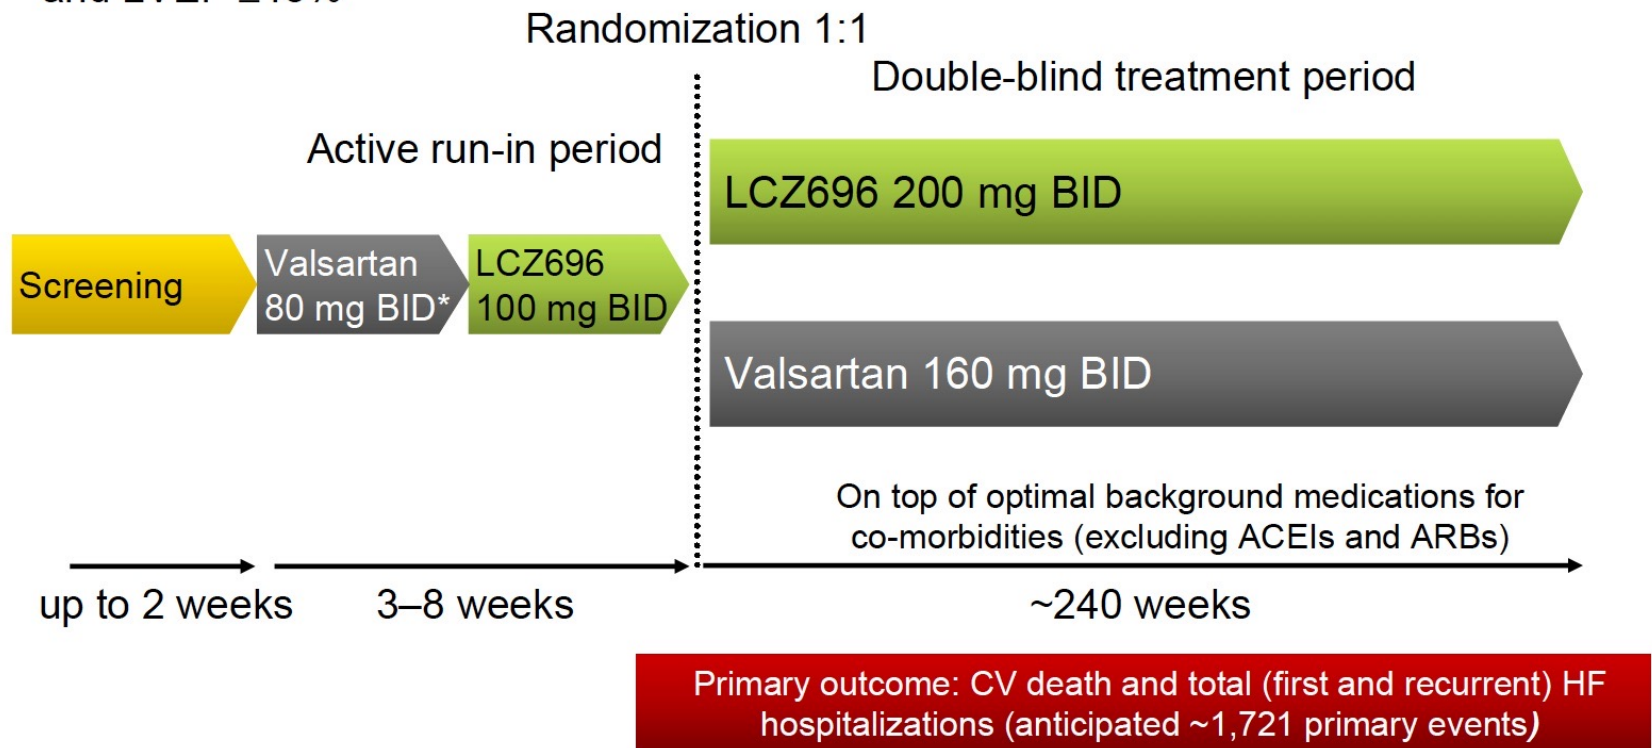 Randomization 1:1
Double-blind treatment period
Active run-in period
LCZ696 200 mg BID
Screening
Valsartan
80 mg BID*
LCZ696
100 mg BID
Valsartan 160 mg BID
On top of optimal background medications for
co-morbidities (excluding ACEIs and ARBs)
up to 2 weeks
3–8 weeks
~240 weeks
Primary outcome: CV death and total (first and recurrent) HF
hospitalizations (anticipated ~1,721 primary events)